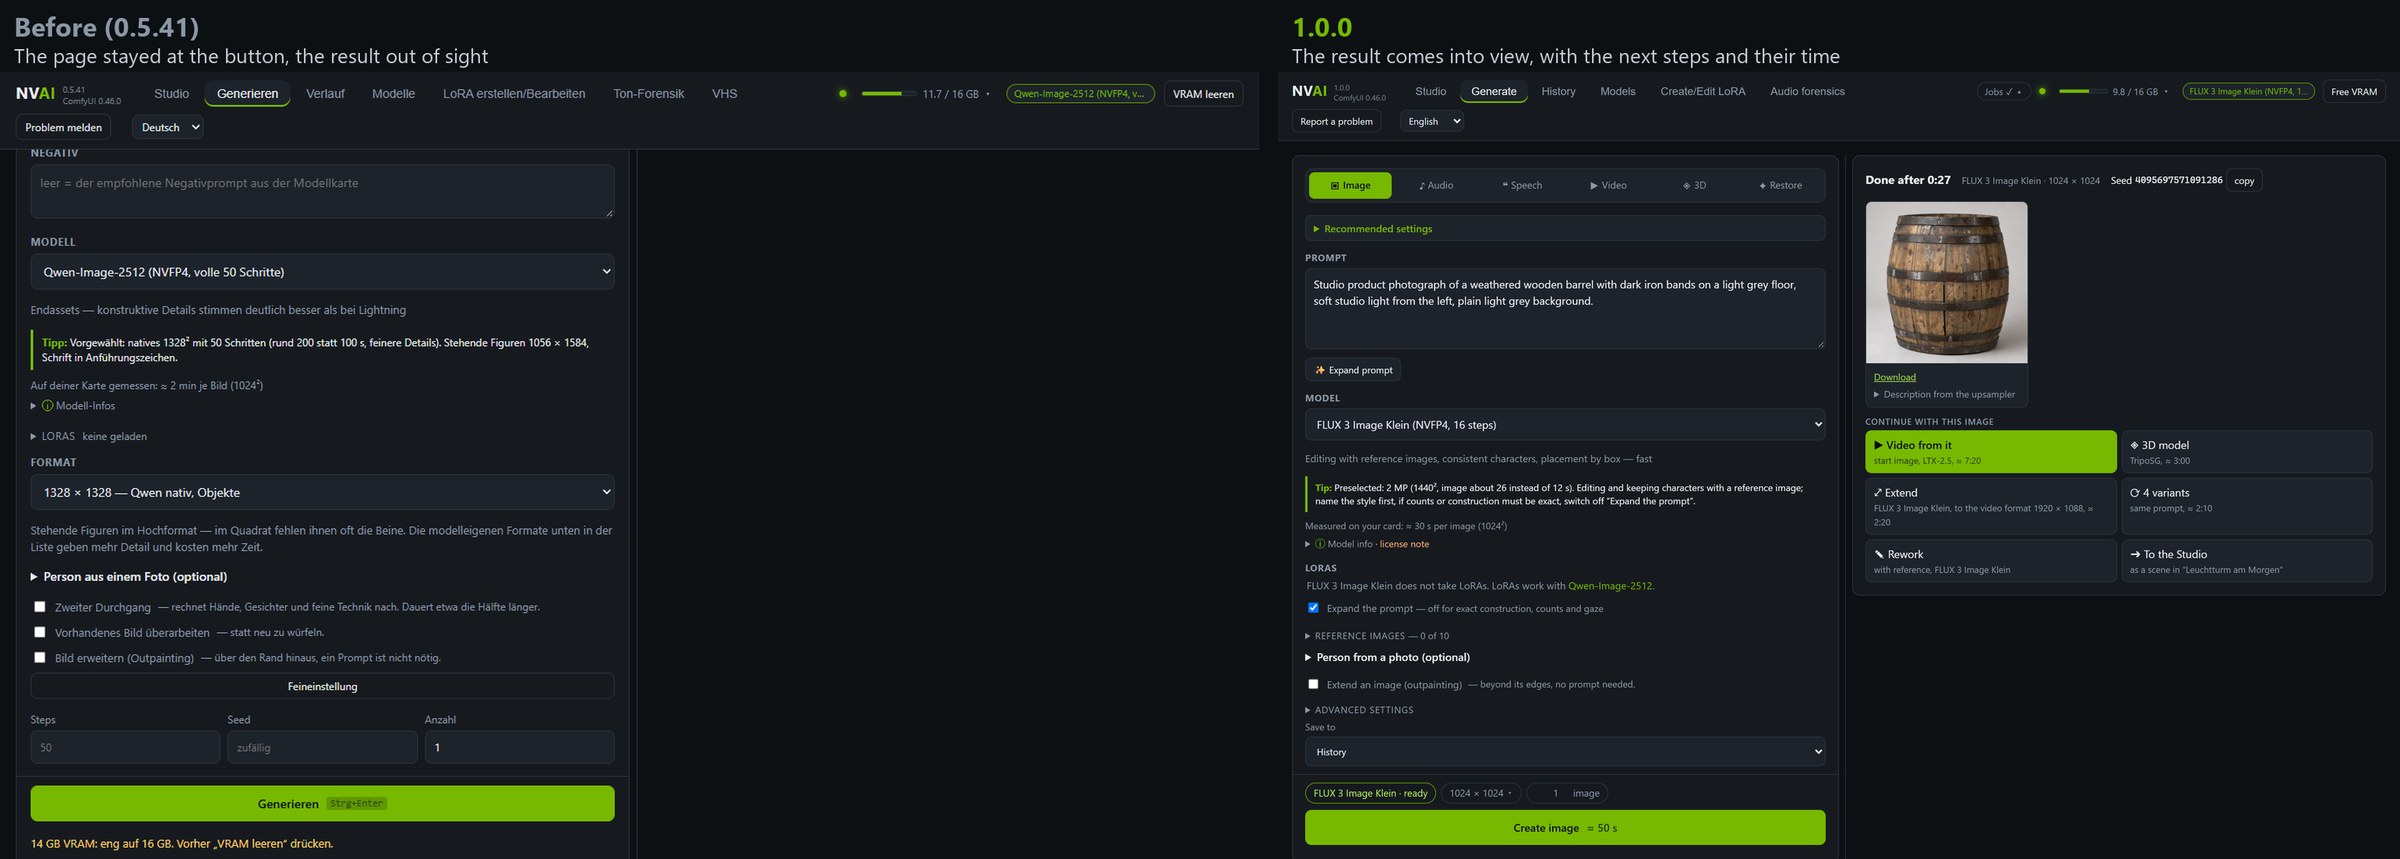 Before (0.5.41)
The page stayed at the button, the result out of sight
NVAI
0.5.41
ComfyUI 0.46.0
Studio
Generieren
Verlauf
Modelle
LoRA erstellen/Bearbeiten
Ton-Forensik
VHS
11.7 / 16 GB
Qwen-Image-2512 (NVFP4, v...
VRAM leeren
Problem melden
Deutsch
NEGATIV
leer = der empfohlene Negativprompt aus der Modellkarte
MODELL
Qwen-Image-2512 (NVFP4, volle 50 Schritte)
Endassets — konstruktive Details stimmen deutlich besser als bei Lightning
Tipp: Vorgewählt: natives 1328² mit 50 Schritten (rund 200 statt 100 s, feinere Details). Stehende Figuren 1056 × 1584,
Schrift in Anführungszeichen.
Auf deiner Karte gemessen: ≈ 2 min je Bild (1024²)
▶ ⓘ Modell-Infos
▶ LORAS keine geladen
FORMAT
1328 × 1328 — Qwen nativ, Objekte
Stehende Figuren im Hochformat — im Quadrat fehlen ihnen oft die Beine. Die modelleigenen Formate unten in der
Liste geben mehr Detail und kosten mehr Zeit.
▶ Person aus einem Foto (optional)
Zweiter Durchgang — rechnet Hände, Gesichter und feine Technik nach. Dauert etwa die Hälfte länger.
Vorhandenes Bild überarbeiten — statt neu zu würfeln.
Bild erweitern (Outpainting) — über den Rand hinaus, ein Prompt ist nicht nötig.
Feineinstellung
Steps
Seed
Anzahl
50
zufällig
1
Generieren Strg+Enter
14 GB VRAM: eng auf 16 GB. Vorher „VRAM leeren“ drücken.
1.0.0
The result comes into view, with the next steps and their time
NVAI
1.0.0
ComfyUI 0.46.0
Studio
Generate
History
Models
Create/Edit LoRA
Audio forensics
Jobs ✓
9.8 / 16 GB
FLUX 3 Image Klein (NVFP4, 1...
Free VRAM
Report a problem
English
Image
♪ Audio
❝ Speech
▶ Video
◈ 3D
✦ Restore
▶ Recommended settings
PROMPT
Studio product photograph of a weathered wooden barrel with dark iron bands on a light grey floor,
soft studio light from the left, plain light grey background.
✨ Expand prompt
MODEL
FLUX 3 Image Klein (NVFP4, 16 steps)
Editing with reference images, consistent characters, placement by box — fast
Tip: Preselected: 2 MP (1440², image about 26 instead of 12 s). Editing and keeping characters with a reference image;
name the style first, if counts or construction must be exact, switch off “Expand the prompt”.
Measured on your card: ≈ 30 s per image (1024²)
▶ ⓘ Model info · license note
LORAS
FLUX 3 Image Klein does not take LoRAs. LoRAs work with Qwen-Image-2512.
Expand the prompt — off for exact construction, counts and gaze
▶ REFERENCE IMAGES — 0 of 10
▶ Person from a photo (optional)
Extend an image (outpainting) — beyond its edges, no prompt needed.
▶ ADVANCED SETTINGS
Save to
History
FLUX 3 Image Klein · ready
1024 × 1024
1 image
Create image ≈ 50 s
Done after 0:27
FLUX 3 Image Klein · 1024 × 1024
Seed 4095697571091286
copy
Download
▶ Description from the upsampler
CONTINUE WITH THIS IMAGE
▶ Video from it
start image, LTX-2.5, ≈ 7:20
◈ 3D model
TripoSG, ≈ 3:00
⤢ Extend
FLUX 3 Image Klein, to the video format 1920 × 1088, ≈
2:20
⟳ 4 variants
same prompt, ≈ 2:10
Rework
with reference, FLUX 3 Image Klein
➔ To the Studio
as a scene in "Leuchtturm am Morgen"